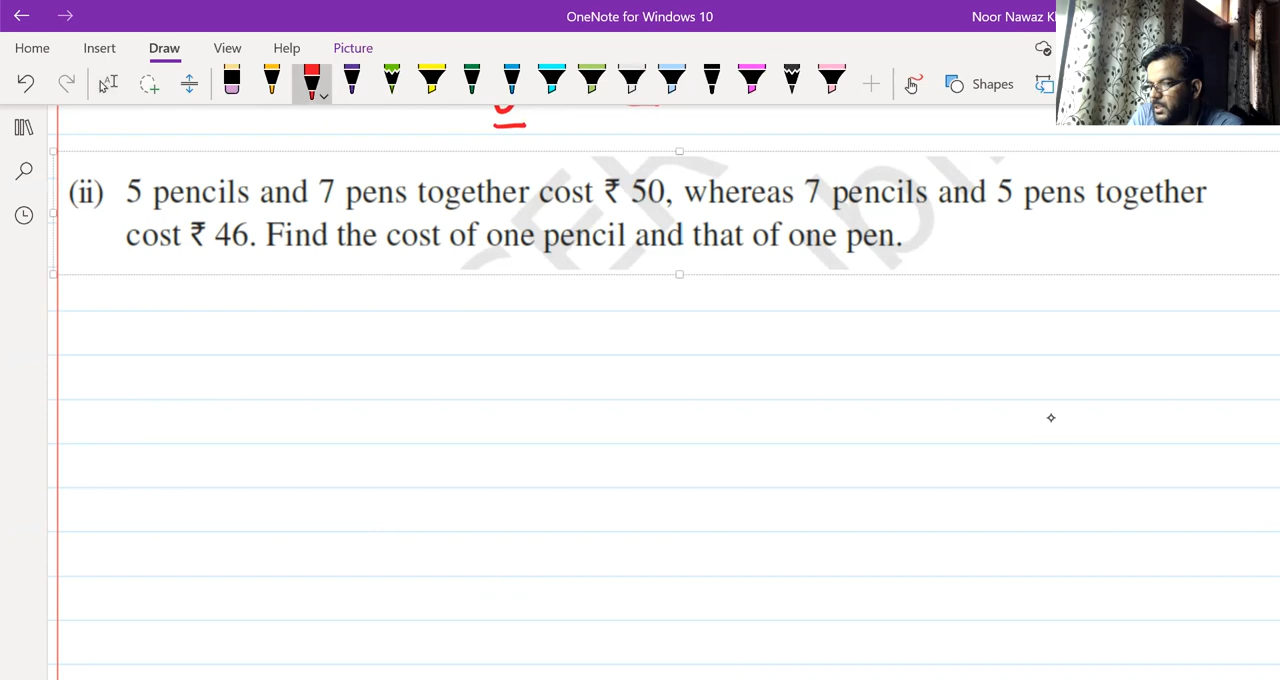 OneNote for Windows 10
Noor Nawaz
Home Insert Draw View Help Picture
Shapes
(ii) 5 pencils and 7 pens together cost ₹ 50, whereas 7 pencils and 5 pens together
cost ₹ 46. Find the cost of one pencil and that of one pen.